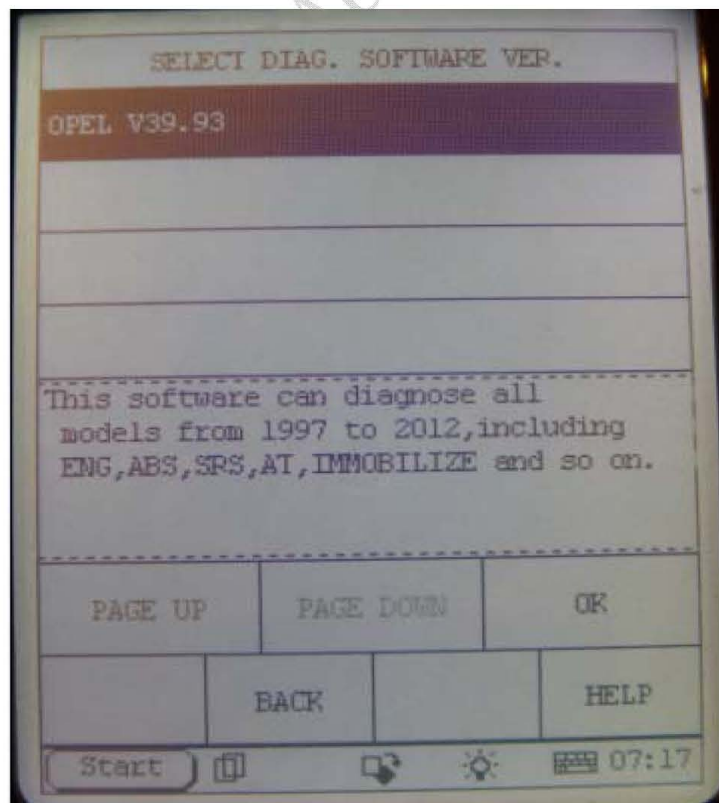 SELECT DIAG. SOFTWARE VER.
OPEL V39.93
This software can diagnose all
models from 1997 to 2012,including
ENG,ABS,SRS,AT,IMMOBILIZE and so on.
PAGE UP PAGE DOWN OK
BACK HELP
Start 07:17